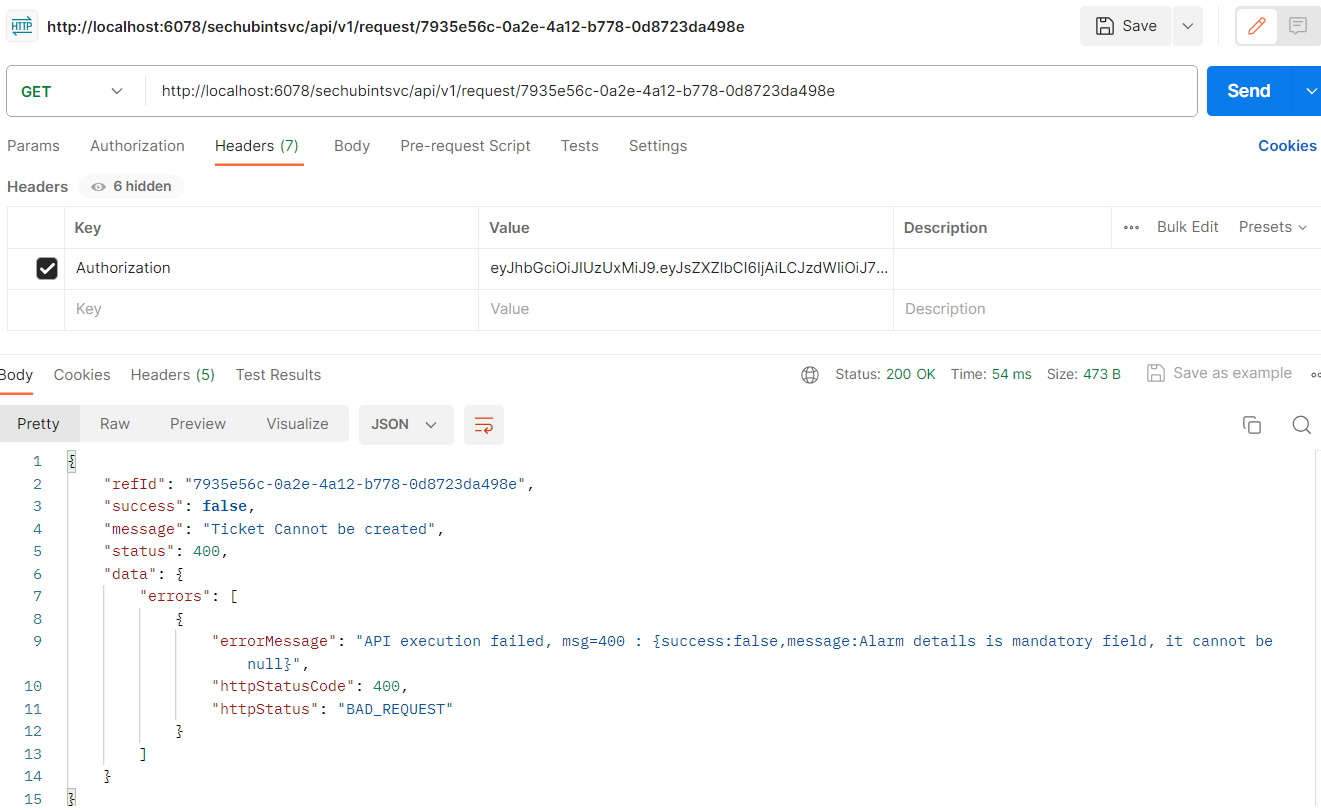 HTTP http://localhost:6078/sechubintsvc/api/v1/request/7935e56c-0a2e-4a12-b778-0d8723da498e Save
GET http://localhost:6078/sechubintsvc/api/v1/request/7935e56c-0a2e-4a12-b778-0d8723da498e Send
Params Authorization Headers (7) Body Pre-request Script Tests Settings Cookies
Headers 6 hidden
Key Value Description ••• Bulk Edit Presets
Authorization eyJhbGciOiJIUzUxMiJ9.eyJsZXZlbCI6IjAiLCJzdWIiOiJ7...
Key Value Description
Body Cookies Headers (5) Test Results Status: 200 OK Time: 54 ms Size: 473 B Save as example
Pretty Raw Preview Visualize JSON
1 {
2 "refId": "7935e56c-0a2e-4a12-b778-0d8723da498e",
3 "success": false,
4 "message": "Ticket Cannot be created",
5 "status": 400,
6 "data": {
7 "errors": [
8 {
9 "errorMessage": "API execution failed, msg=400 : {success:false,message:Alarm details is mandatory field, it cannot be
null}",
10 "httpStatusCode": 400,
11 "httpStatus": "BAD_REQUEST"
12 }
13 ]
14 }
15 }